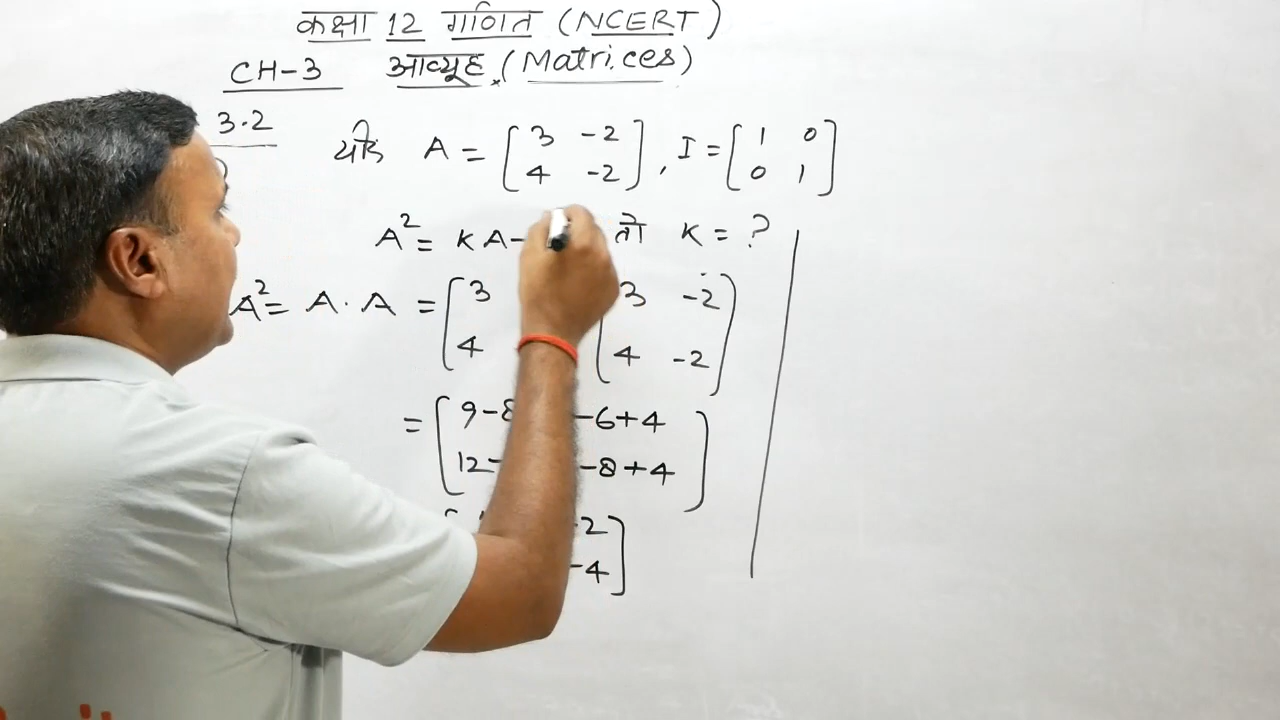 कक्षा 12 गणित (NCERT)
CH-3 आव्यूह (Matrices)
3.2
यदि A = [3 -2; 4 -2], I = [1 0; 0 1]
A² = KA- तो K = ?
A² = A . A = [3
4 3 -2
4 -2]
= [9-8 -6+4
12- -8+4]
-2
-4]